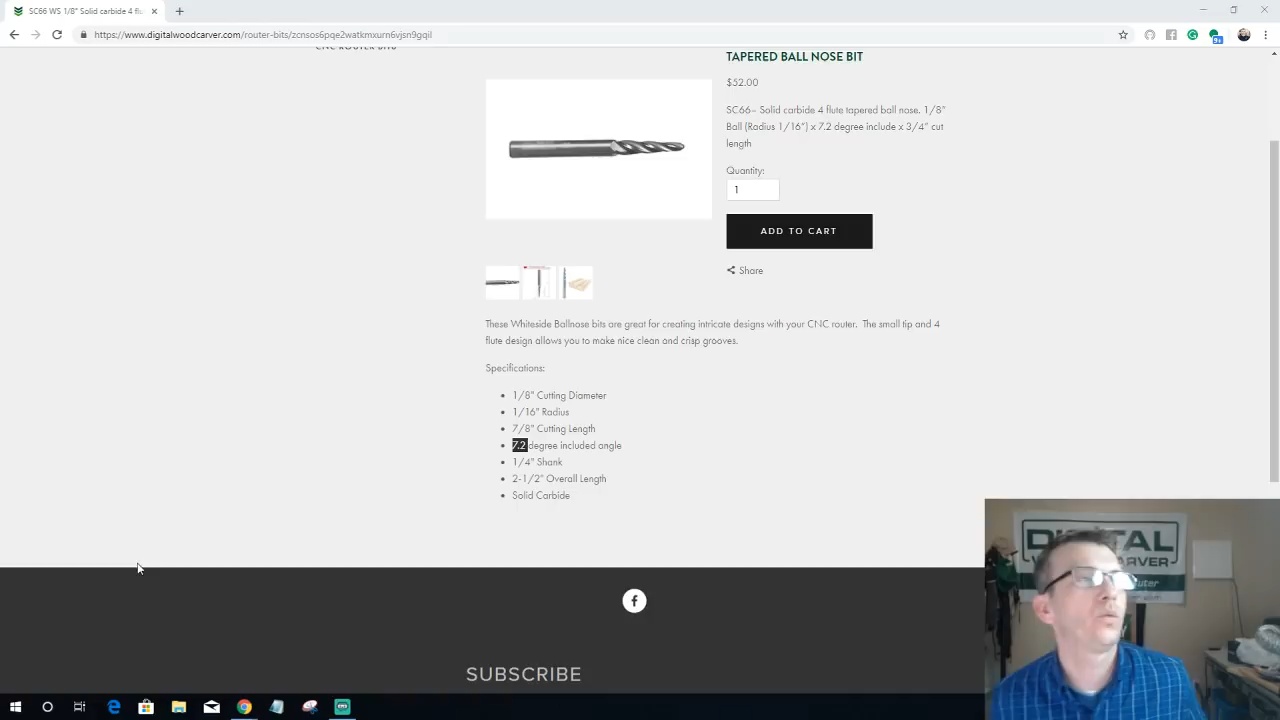 SC66 WS 1/8" Solid carbide 4 flu
https://www.digitalwoodcarver.com/router-bits/zcnsos6pqe2watkmxurn6vjsn9gqil
CNC ROUTER BITS
TAPERED BALL NOSE BIT
$52.00
SC66– Solid carbide 4 flute tapered ball nose. 1/8"
Ball (Radius 1/16") x 7.2 degree include x 3/4" cut
length
Quantity:
1
ADD TO CART
Share
These Whiteside Ballnose bits are great for creating intricate designs with your CNC router. The small tip and 4
flute design allows you to make nice clean and crisp grooves.
Specifications:
1/8" Cutting Diameter
1/16" Radius
7/8" Cutting Length
7.2 degree included angle
1/4" Shank
2-1/2" Overall Length
Solid Carbide
SUBSCRIBE
DIGITAL